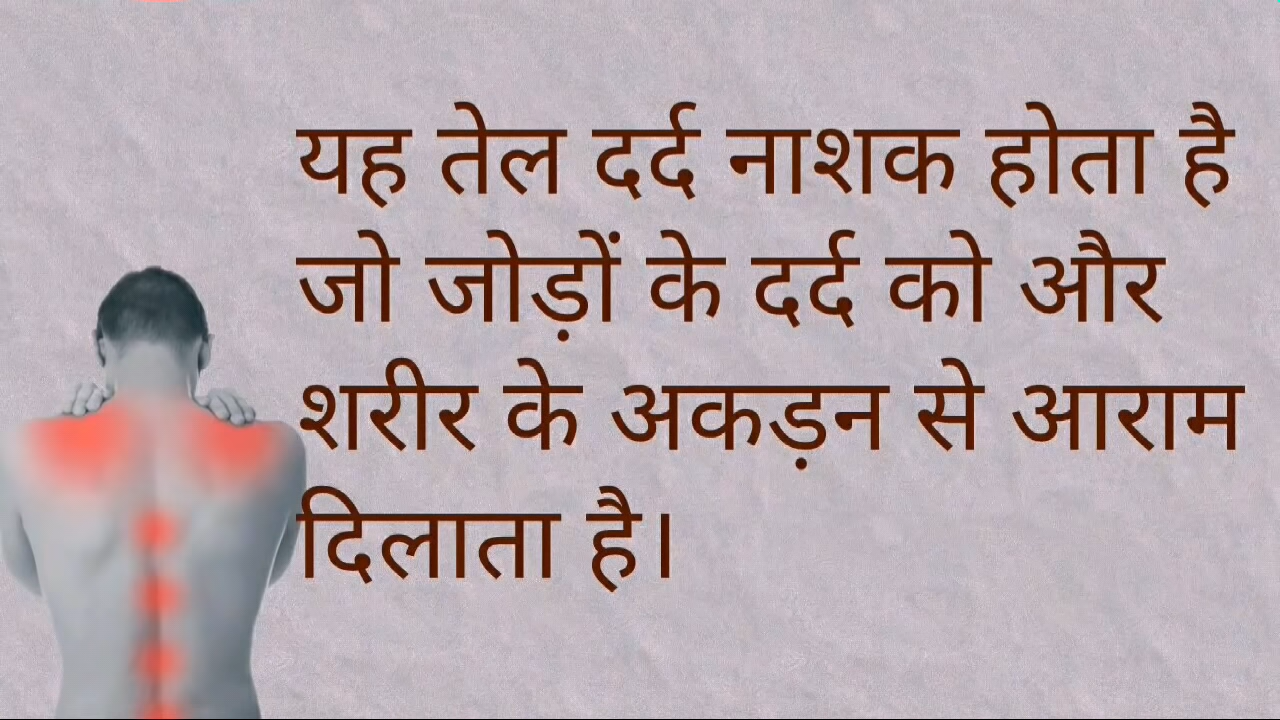 यह तेल दर्द नाशक होता है
जो जोड़ों के दर्द को और
शरीर के अकड़न से आराम
दिलाता है।